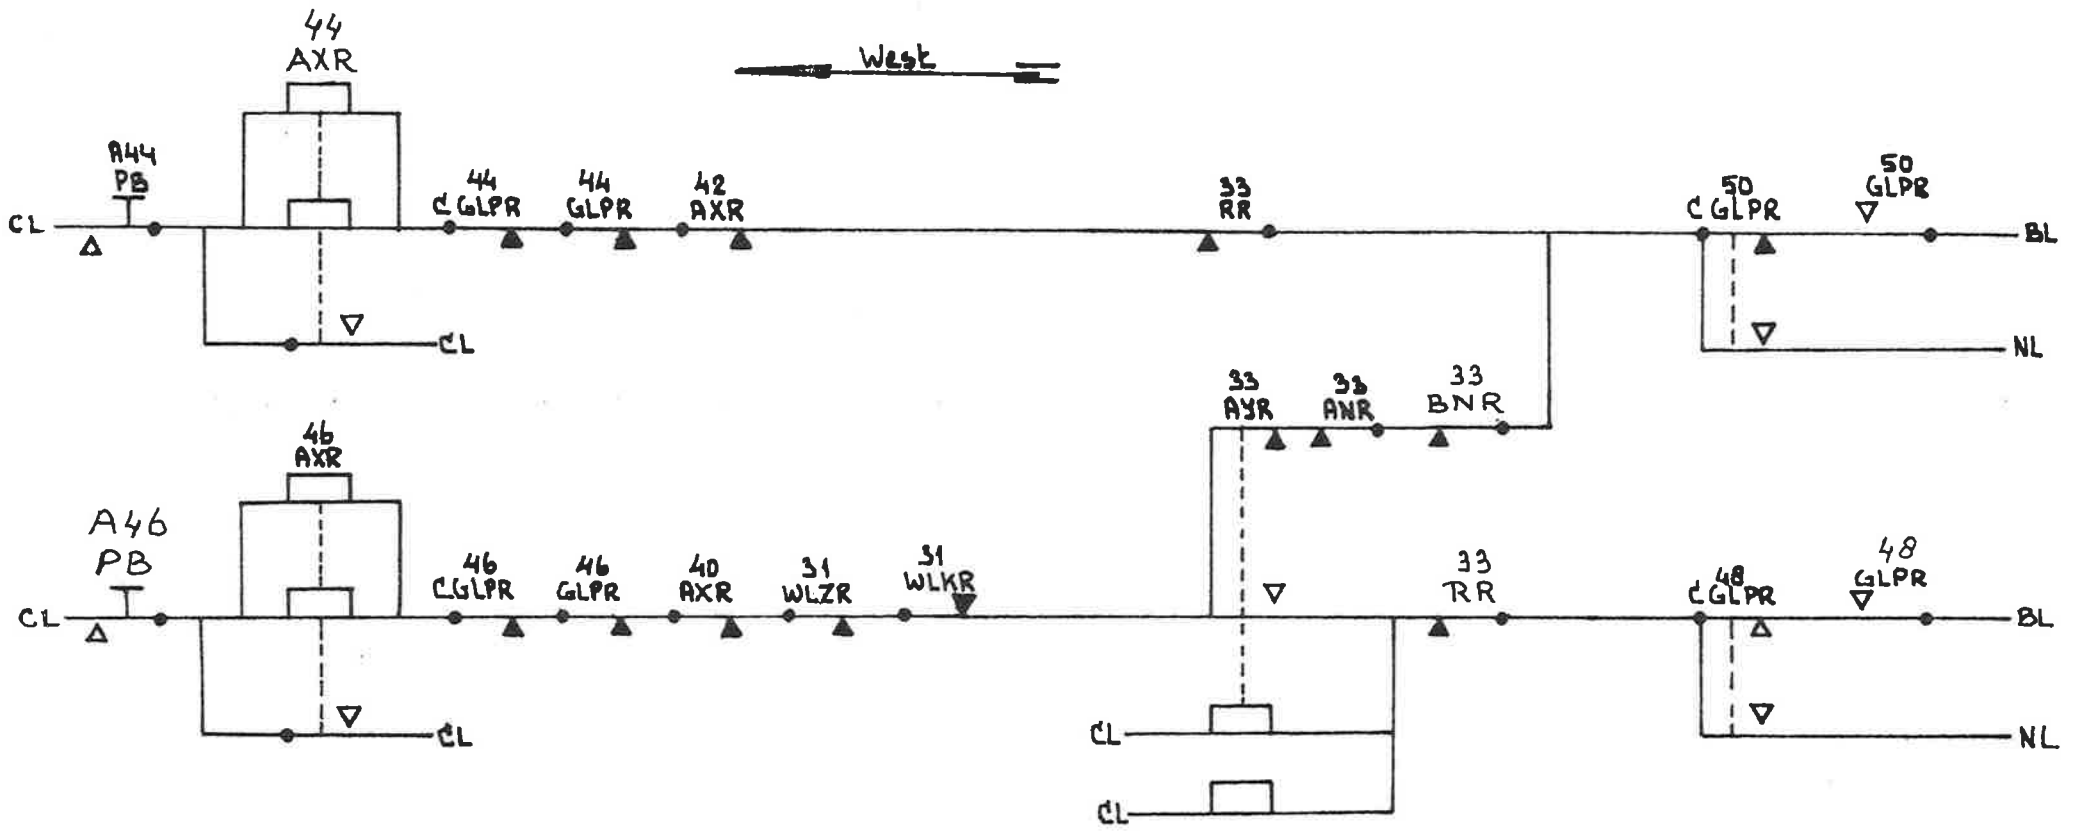 44
AXR
West
A44
PB
44
CGLPR
44
GLPR
42
AXR
33
RR
50
CGLPR
50
GLPR
CL
BL
CL
NL
33
AYR
33
ANR
33
BNR
46
AXR
A46
PB
46
CGLPR
46
GLPR
40
AXR
31
WLZR
31
WLKR
33
RR
48
CGLPR
48
GLPR
CL
BL
CL
CL
NL
CL